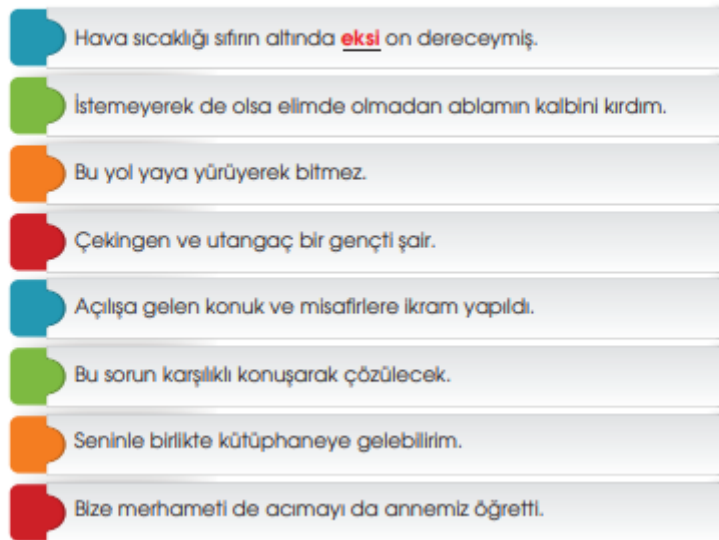 Hava sıcaklığı sıfırın altında eksi on dereceymiş.
İstemeyerek de olsa elimde olmadan ablamın kalbini kırdım.
Bu yol yaya yürüyerek bitmez.
Çekingen ve utangaç bir gençti şair.
Açılışa gelen konuk ve misafirlere ikram yapıldı.
Bu sorun karşılıklı konuşarak çözülecek.
Seninle birlikte kütüphaneye gelebilirim.
Bize merhameti de acımayı da annemiz öğretti.